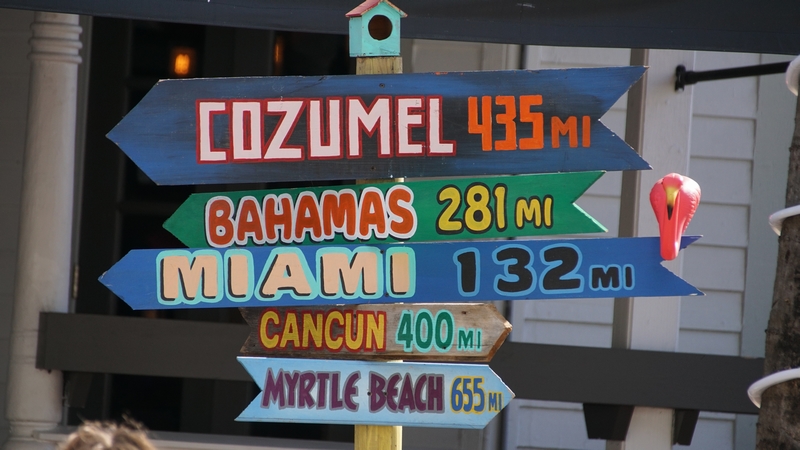 COZUMEL 435 MI
BAHAMAS 281 MI
MIAMI 132 MI
CANCUN 400 MI
MYRTLE BEACH 655 MI